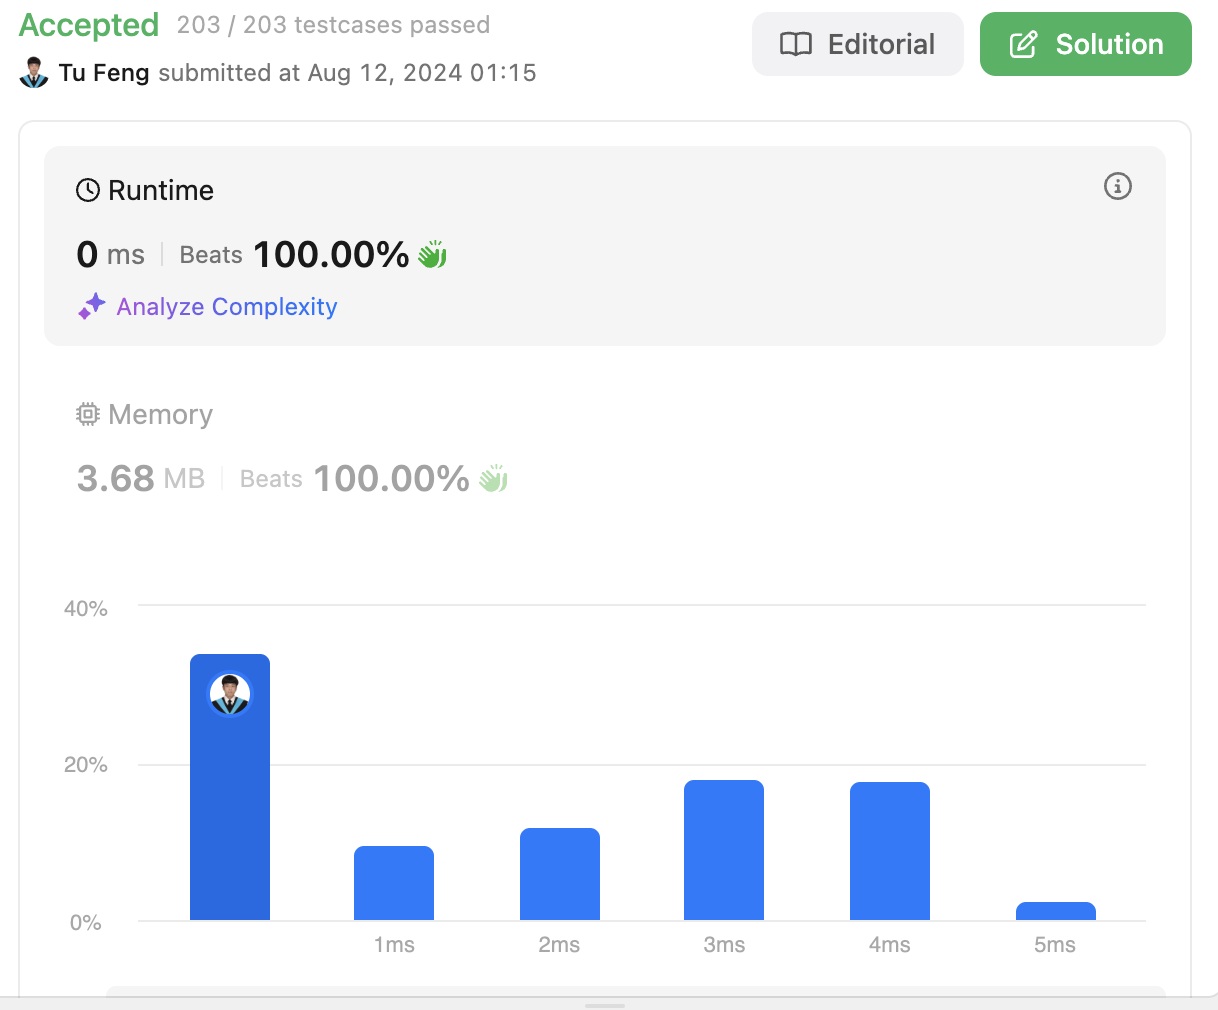 Accepted 203 / 203 testcases passed
Tu Feng submitted at Aug 12, 2024 01:15
Editorial
Solution
Runtime
0 ms | Beats 100.00%
Analyze Complexity
Memory
3.68 MB | Beats 100.00%
40%
20%
0%
1ms 2ms 3ms 4ms 5ms